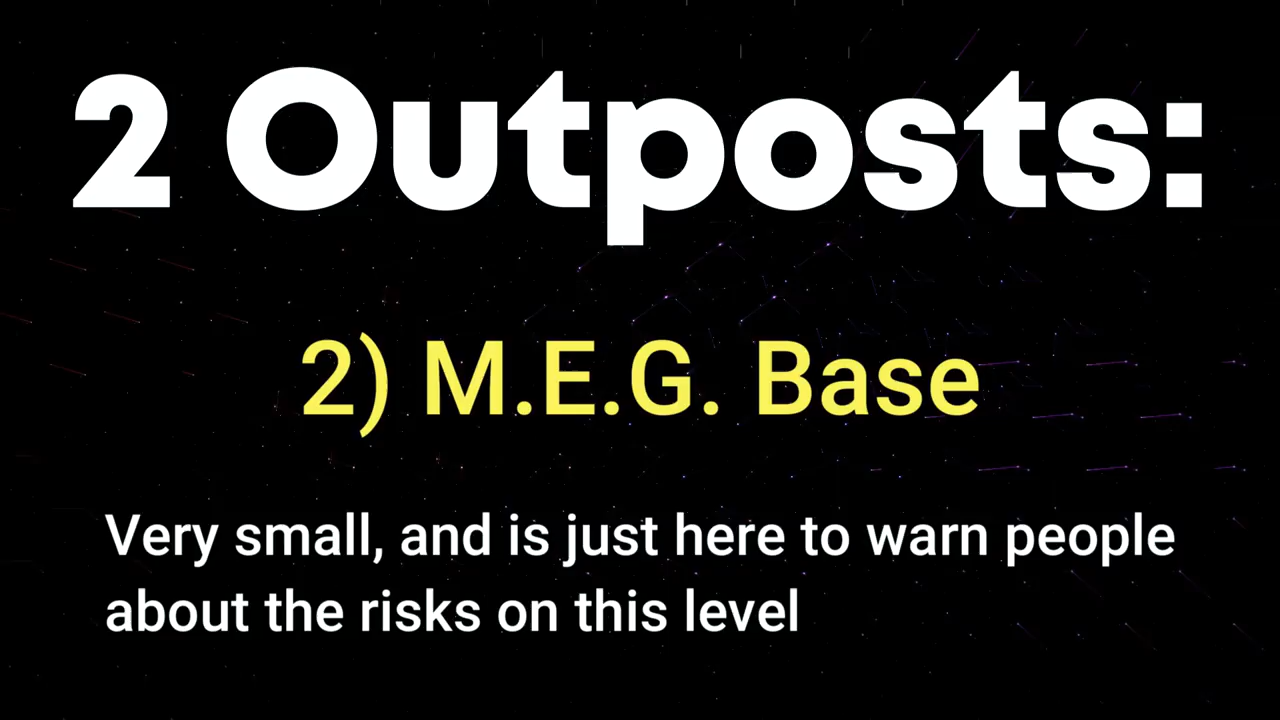 2 Outposts:
2) M.E.G. Base
Very small, and is just here to warn people
about the risks on this level